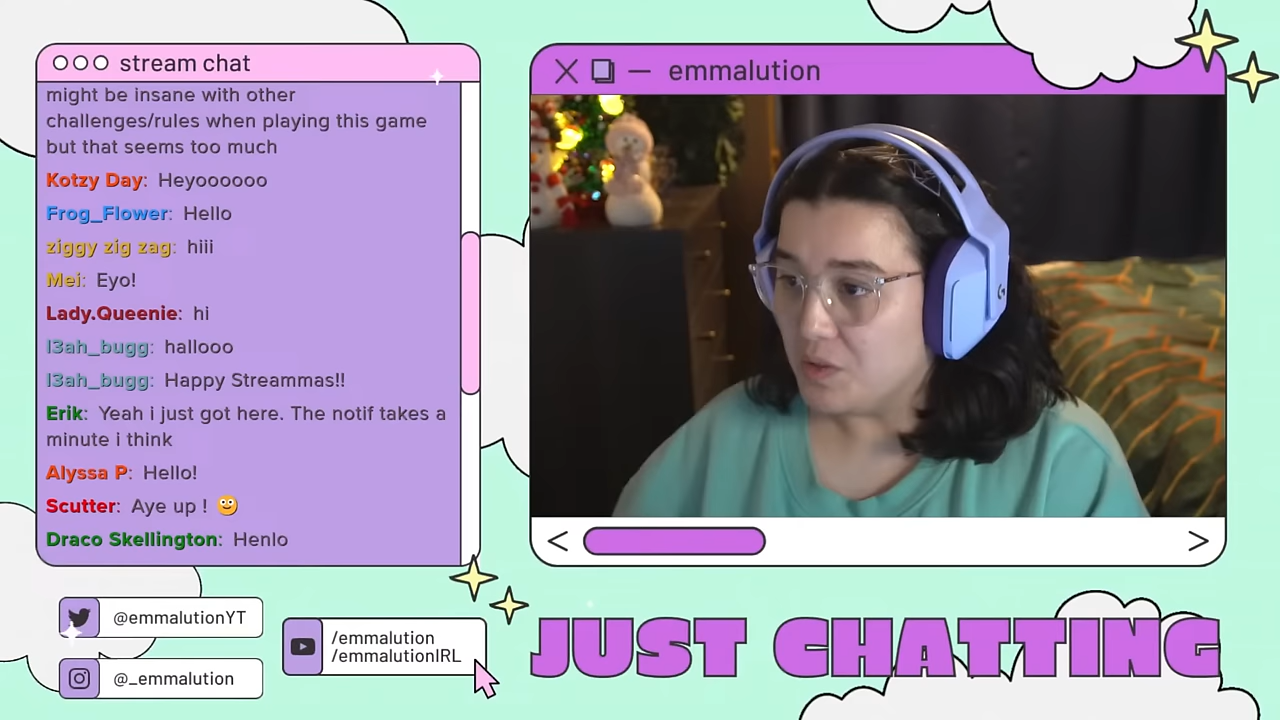 stream chat
might be insane with other
challenges/rules when playing this game
but that seems too much
Kotzy Day: Heyoooooo
Frog_Flower: Hello
ziggy zig zag: hiii
Mei: Eyo!
Lady.Queenie: hi
l3ah_bugg: hallooo
l3ah_bugg: Happy Streammas!!
Erik: Yeah i just got here. The notif takes a
minute i think
Alyssa P: Hello!
Scutter: Aye up !
Draco Skellington: Henlo
emmalution
@emmalutionYT
@_emmalution
/emmalution
/emmalutionIRL
JUST CHATTING